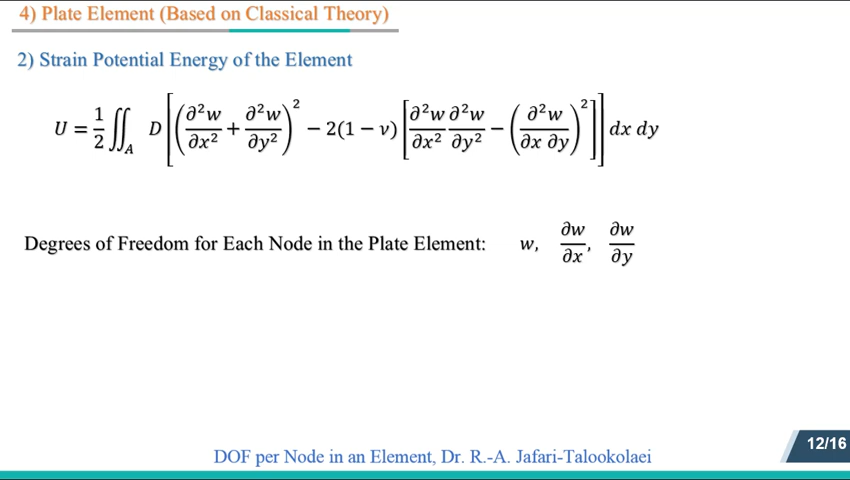 4) Plate Element (Based on Classical Theory)
2) Strain Potential Energy of the Element
U = 1/2 ∬_A D [ ( ∂²w/∂x² + ∂²w/∂y² )² − 2(1 − ν) [ ∂²w/∂x² ∂²w/∂y² − ( ∂²w/∂x ∂y )² ] ] dx dy
Degrees of Freedom for Each Node in the Plate Element: w, ∂w/∂x, ∂w/∂y
12/16
DOF per Node in an Element, Dr. R.-A. Jafari-Talookolaei